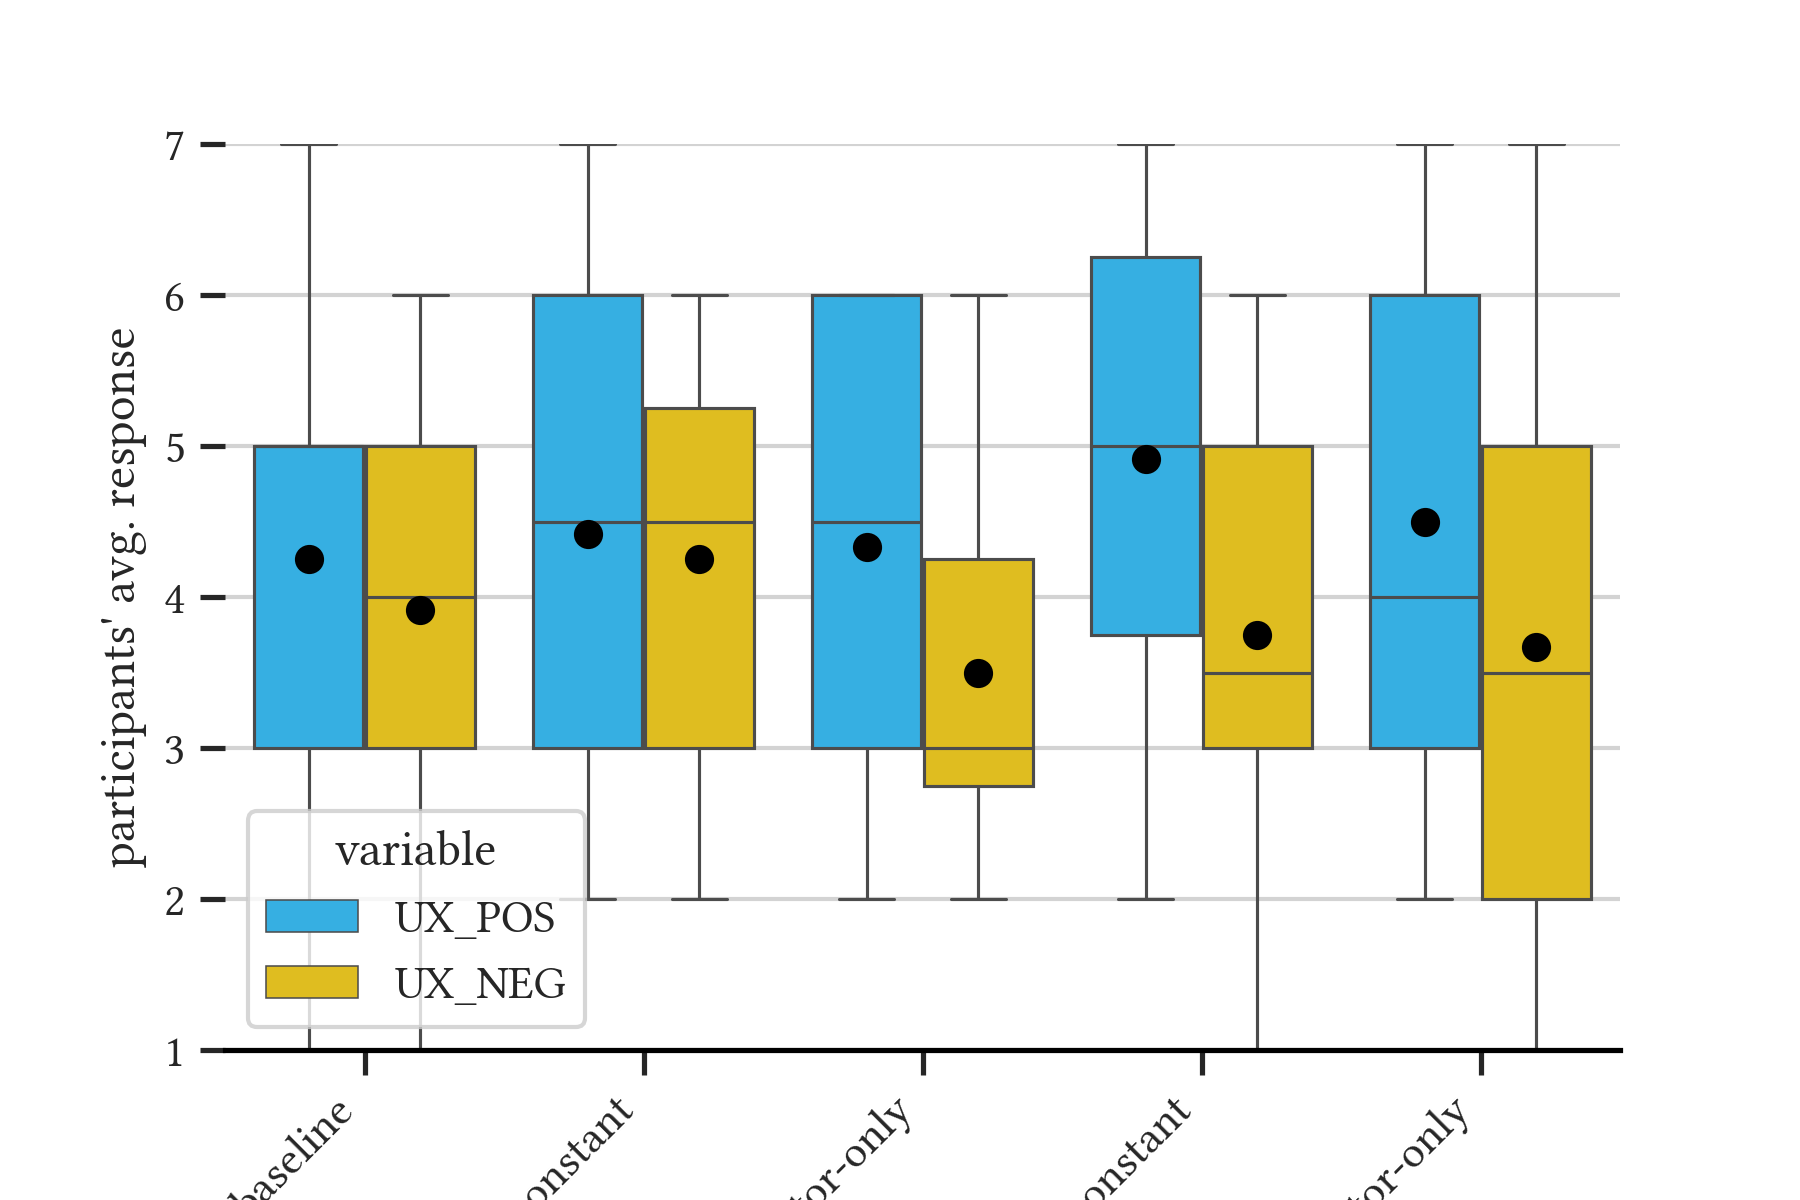 participants' avg. response
7
6
5
4
3
2
1
variable
UX_POS
UX_NEG
baseline
onstant
tor-only
onstant
tor-only